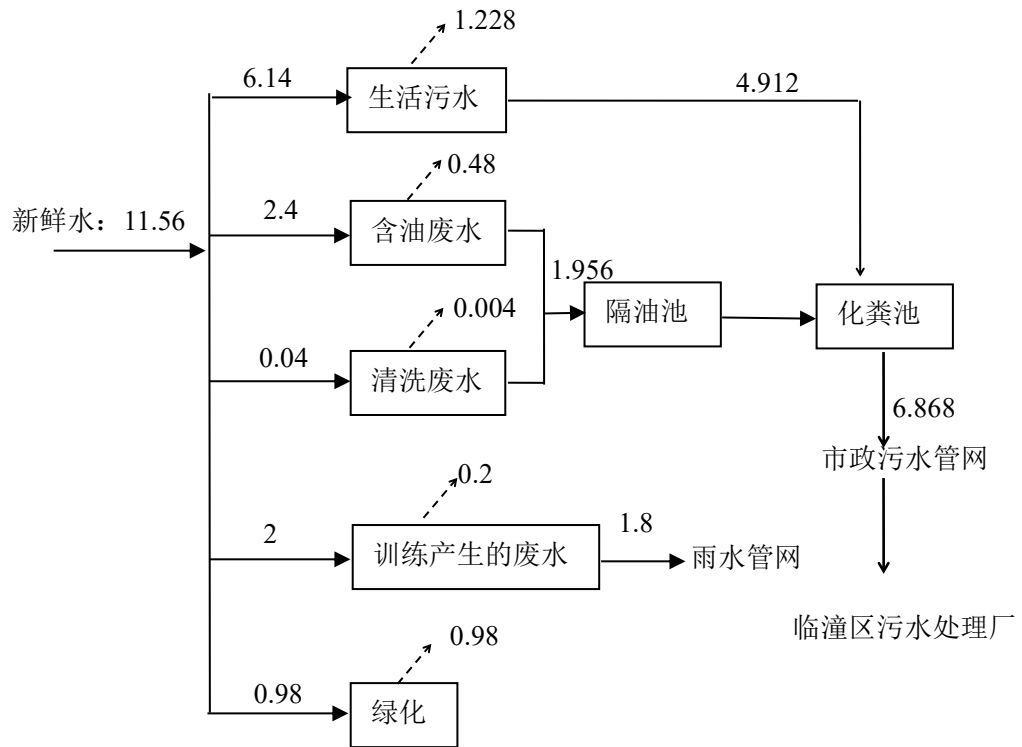 1.228
6.14
生活污水
4.912
0.48
新鲜水：11.56
2.4
含油废水
1.956
0.004
隔油池
化粪池
0.04
清洗废水
6.868
市政污水管网
0.2
2
训练产生的废水
1.8
雨水管网
临潼区污水处理厂
0.98
0.98
绿化